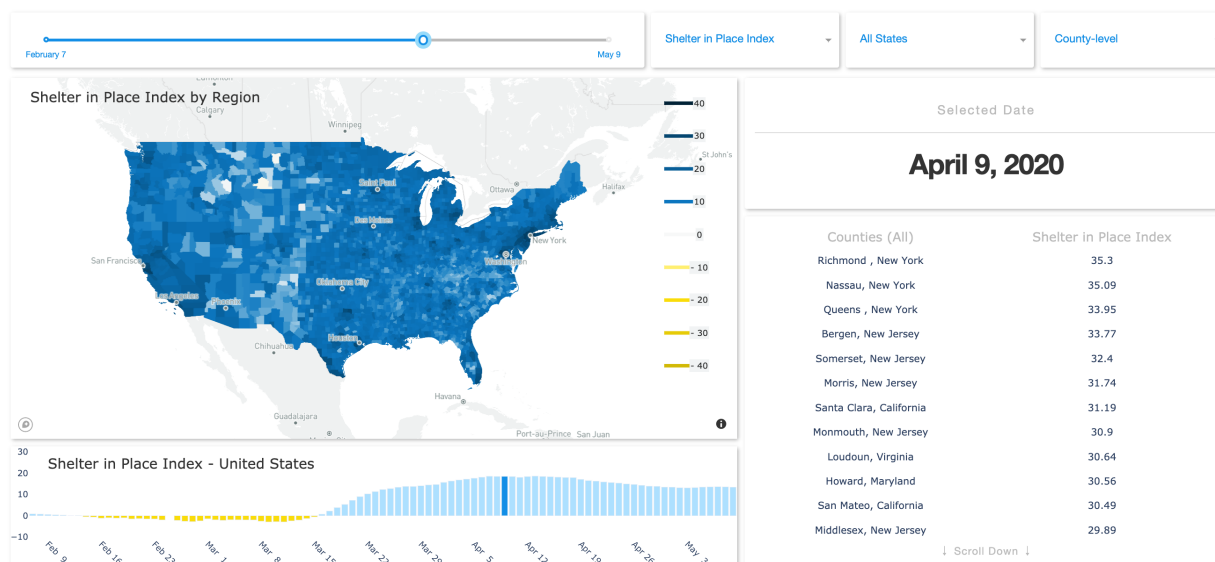 February 7
May 9
Shelter in Place Index
All States
County-level
Shelter in Place Index by Region
Calgary
Winnipeg
St John's
Saint Paul
Ottawa
Halifax
Des Moines
New York
San Francisco
Washington
Oklahoma City
Los Angeles
Phoenix
Houston
Chihuahua
Havana
Guadalajara
Port-au-Prince
San Juan
40
30
20
10
0
- 10
- 20
- 30
- 40
Selected Date
April 9, 2020
Counties (All) Shelter in Place Index
Richmond , New York 35.3
Nassau, New York 35.09
Queens , New York 33.95
Bergen, New Jersey 33.77
Somerset, New Jersey 32.4
Morris, New Jersey 31.74
Santa Clara, California 31.19
Monmouth, New Jersey 30.9
Loudoun, Virginia 30.64
Howard, Maryland 30.56
San Mateo, California 30.49
Middlesex, New Jersey 29.89
↓ Scroll Down ↓
Shelter in Place Index - United States
30
20
10
0
−10
Feb 9
Feb 16
Feb 23
Mar 1
Mar 8
Mar 15
Mar 22
Mar 29
Apr 5
Apr 12
Apr 19
Apr 26
May 3